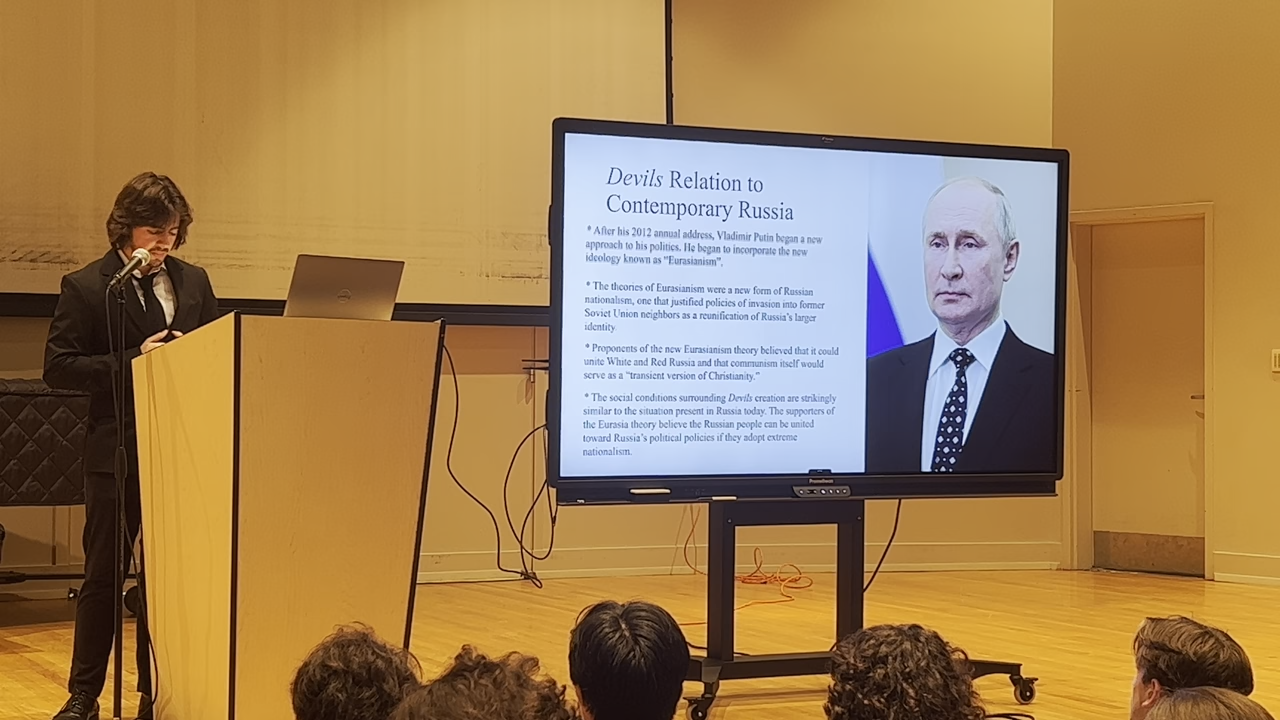 Devils Relation to
Contemporary Russia
* After his 2012 annual address, Vladimir Putin began a new
approach to his politics. He began to incorporate the new
ideology known as “Eurasianism”.
* The theories of Eurasianism were a new form of Russian
nationalism, one that justified policies of invasion into former
Soviet Union neighbors as a reunification of Russia’s larger
identity.
* Proponents of the new Eurasianism theory believed that it could
unite White and Red Russia and that communism itself would
serve as a “transient version of Christianity.”
* The social conditions surrounding Devils creation are strikingly
similar to the situation present in Russia today. The supporters of
the Eurasia theory believe the Russian people can be united
toward Russia’s political policies if they adopt extreme
nationalism.
Promethean